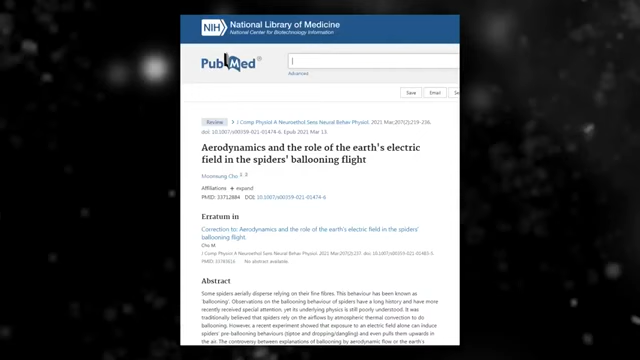 NIH
National Library of Medicine
National Center for Biotechnology Information
PubMed®
Advanced
Save Email
Review > J Comp Physiol A Neuroethol Sens Neural Behav Physiol. 2021 Mar;207(2):219-236.
doi: 10.1007/s00359-021-01474-6. Epub 2021 Mar 13.
Aerodynamics and the role of the earth's electric
field in the spiders' ballooning flight
Moonsung Cho 1 2
Affiliations + expand
PMID: 33712884 DOI: 10.1007/s00359-021-01474-6
Erratum in
Correction to: Aerodynamics and the role of the earth's electric field in the spiders'
ballooning flight.
Cho M.
J Comp Physiol A Neuroethol Sens Neural Behav Physiol. 2021 Mar;207(2):237. doi:
No abstract available.
Abstract
Some spiders aerially disperse relying on their fine fibres. This behaviour has been known as
'ballooning'. Observations on the ballooning behaviour of spiders have a long history and have more
recently received special attention, yet its underlying physics is still poorly understood. It was
traditionally believed that spiders rely on the airflows by atmospheric thermal convection to do
ballooning. However, a recent experiment showed that exposure to an electric field alone can induce
spiders' pre-ballooning behaviours (tiptoe and dropping/dangling) and even pulls them upwards in
the air. The controversy between explanations of ballooning by aerodynamic flow or the earth's